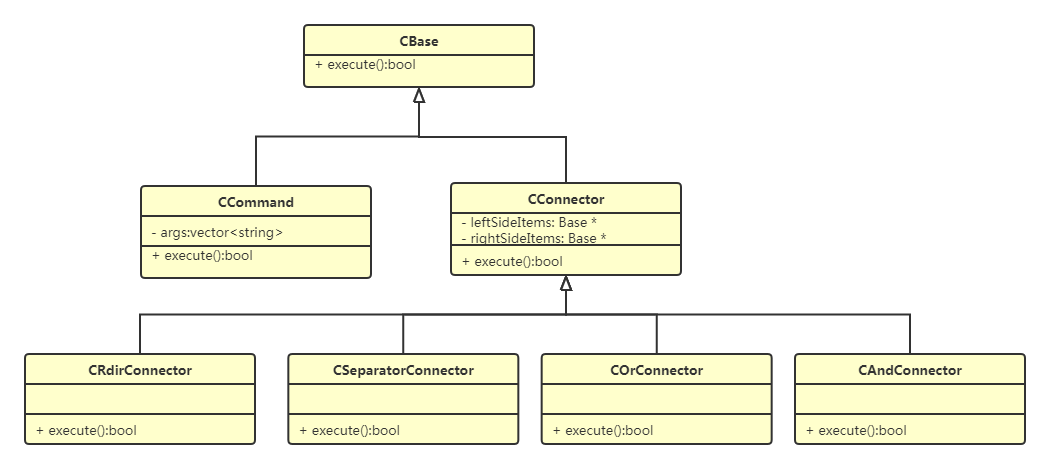 CBase
+ execute():bool
CCommand
- args:vector<string>
+ execute():bool
CConnector
- leftSideItems: Base *
- rightSideItems: Base *
+ execute():bool
CRdirConnector
+ execute():bool
CSeparatorConnector
+ execute():bool
COrConnector
+ execute():bool
CAndConnector
+ execute():bool